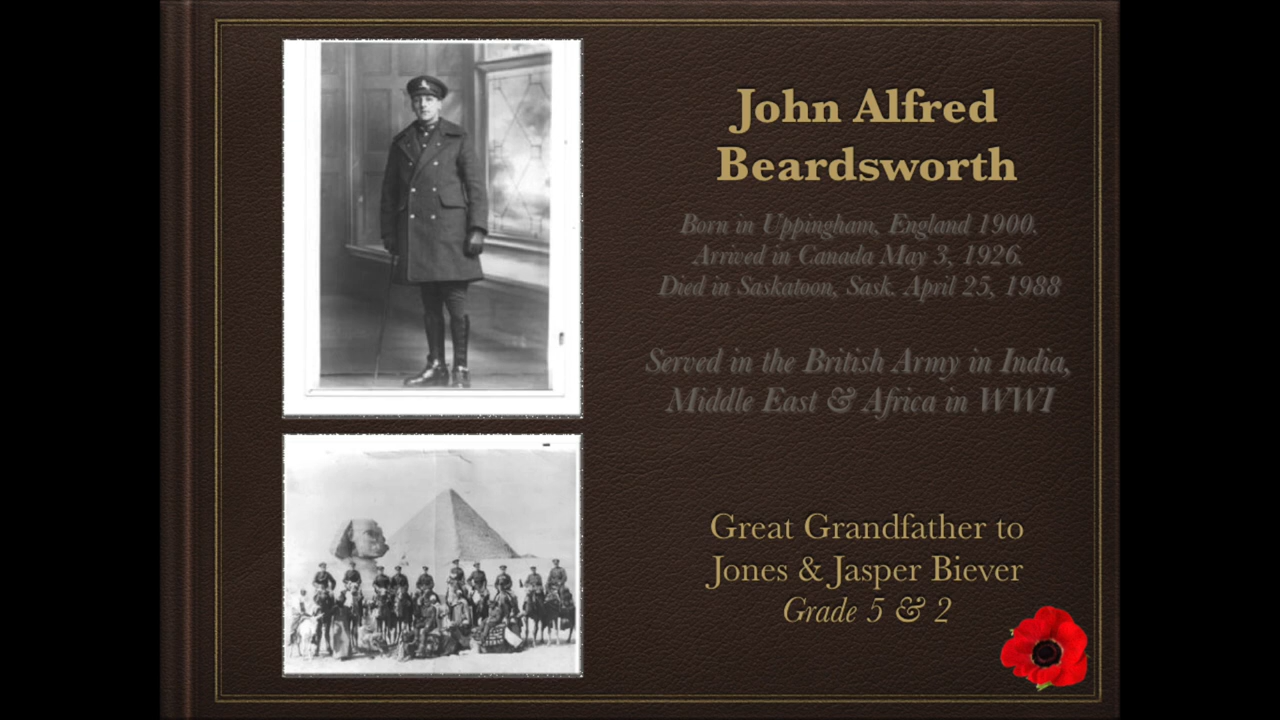 John Alfred
Beardsworth
Born in Uppingham, England 1900.
Arrived in Canada May 3, 1926.
Died in Saskatoon, Sask. April 25, 1988
Served in the British Army in India,
Middle East & Africa in WWI
Great Grandfather to
Jones & Jasper Biever
Grade 5 & 2